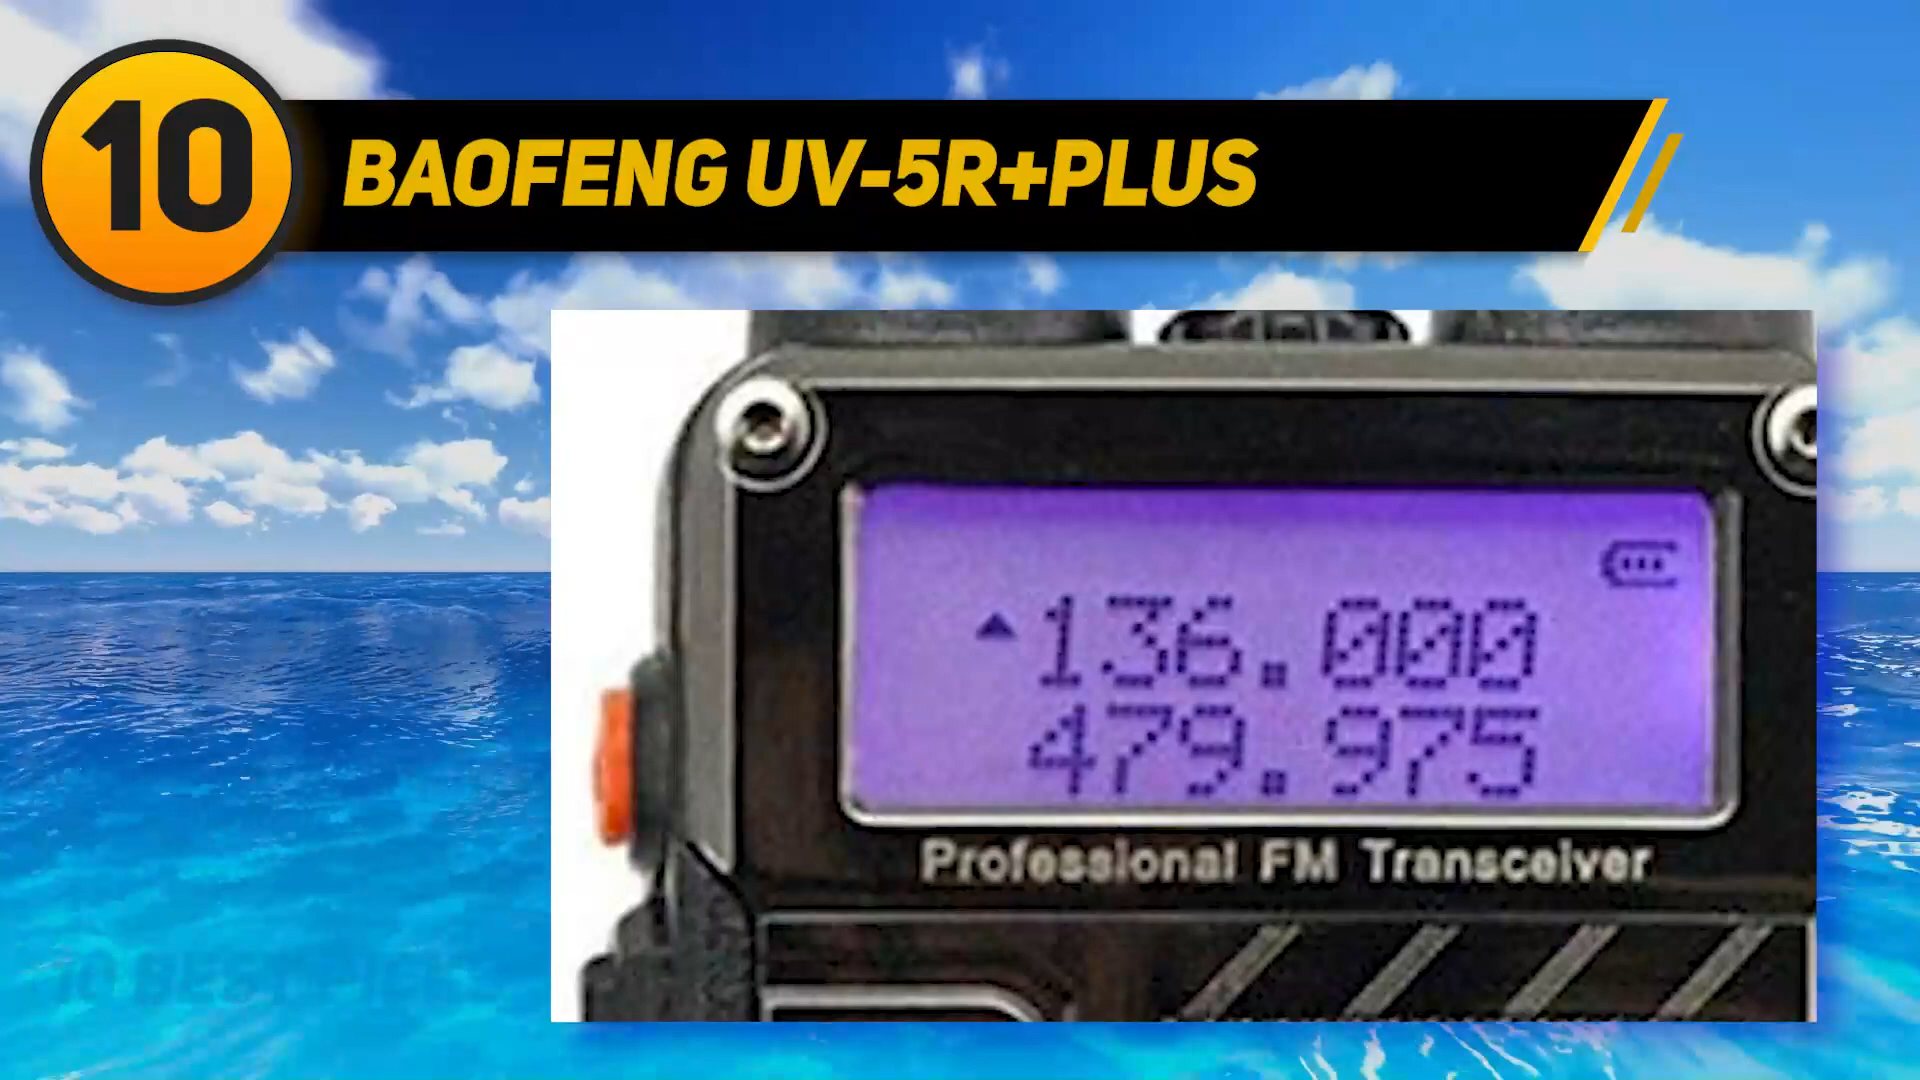 10
BAOFENG UV-5R+PLUS
136.000
479.975
Professional FM Transceiver